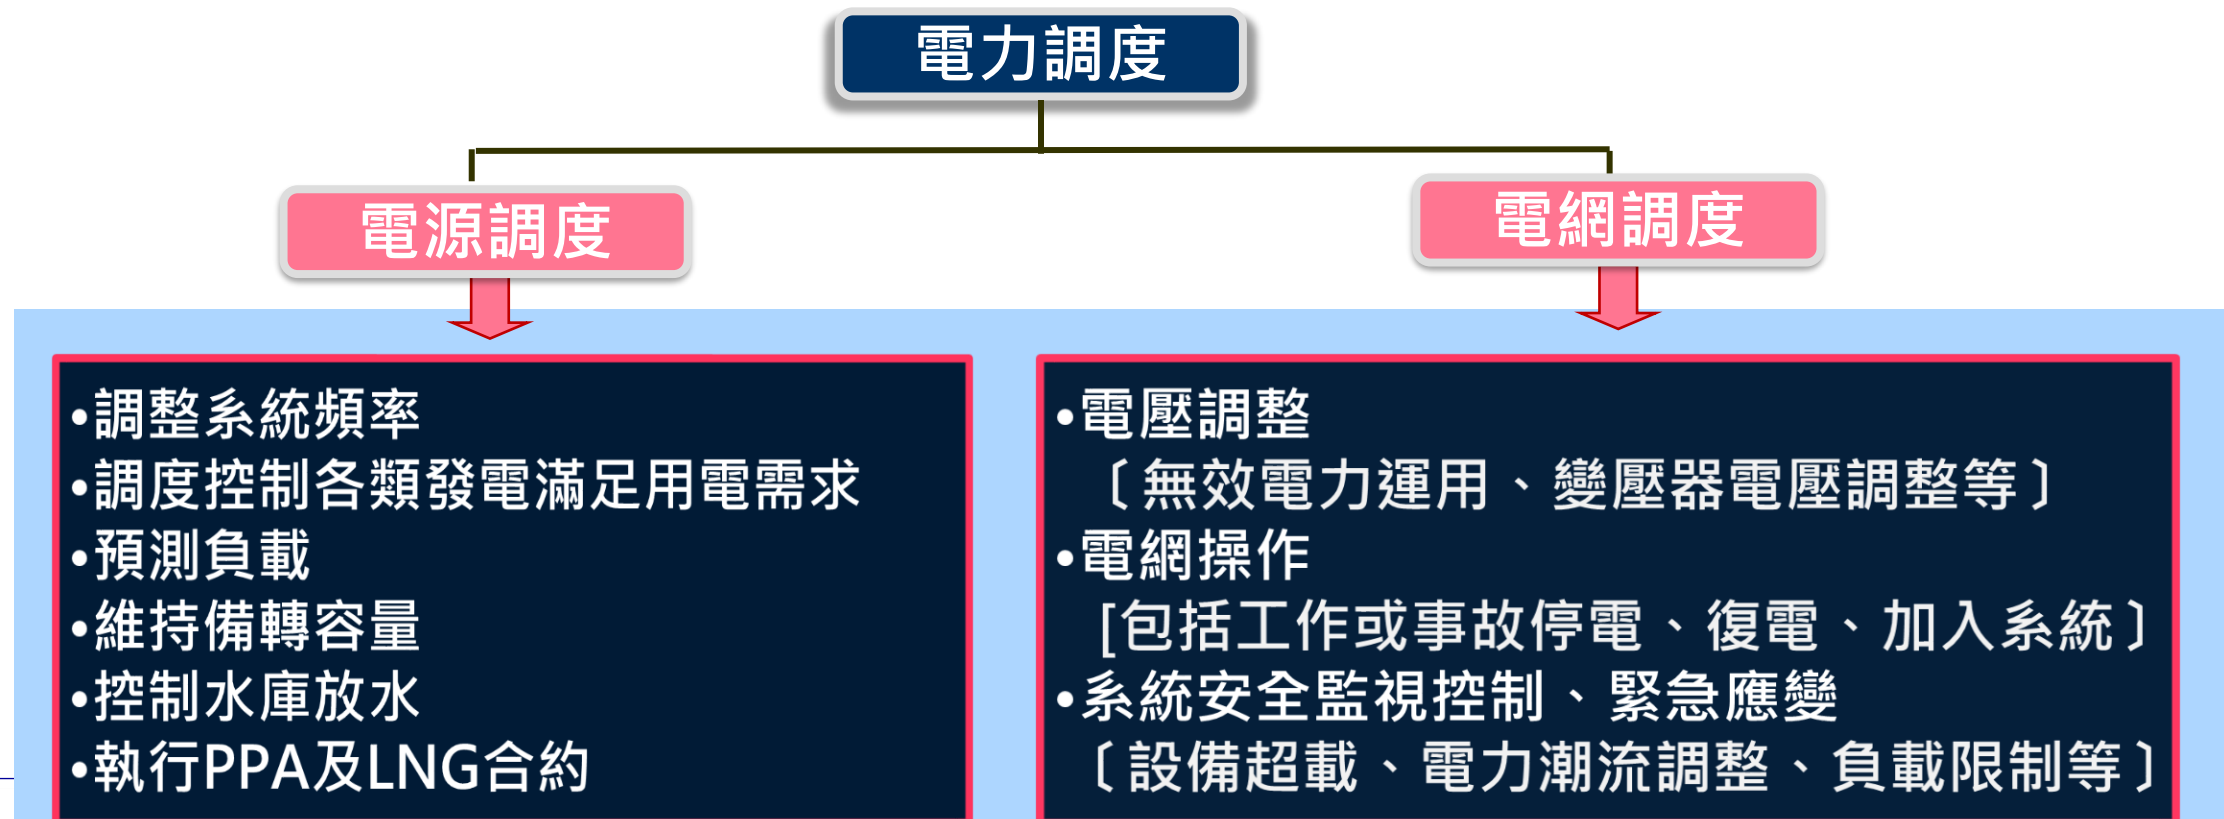 電力調度
電源調度
電網調度
•調整系統頻率
•調度控制各類發電滿足用電需求
•預測負載
•維持備轉容量
•控制水庫放水
•執行PPA及LNG合約
•電壓調整
〔無效電力運用、變壓器電壓調整等〕
•電網操作
[包括工作或事故停電、復電、加入系統〕
•系統安全監視控制、緊急應變
〔設備超載、電力潮流調整、負載限制等〕